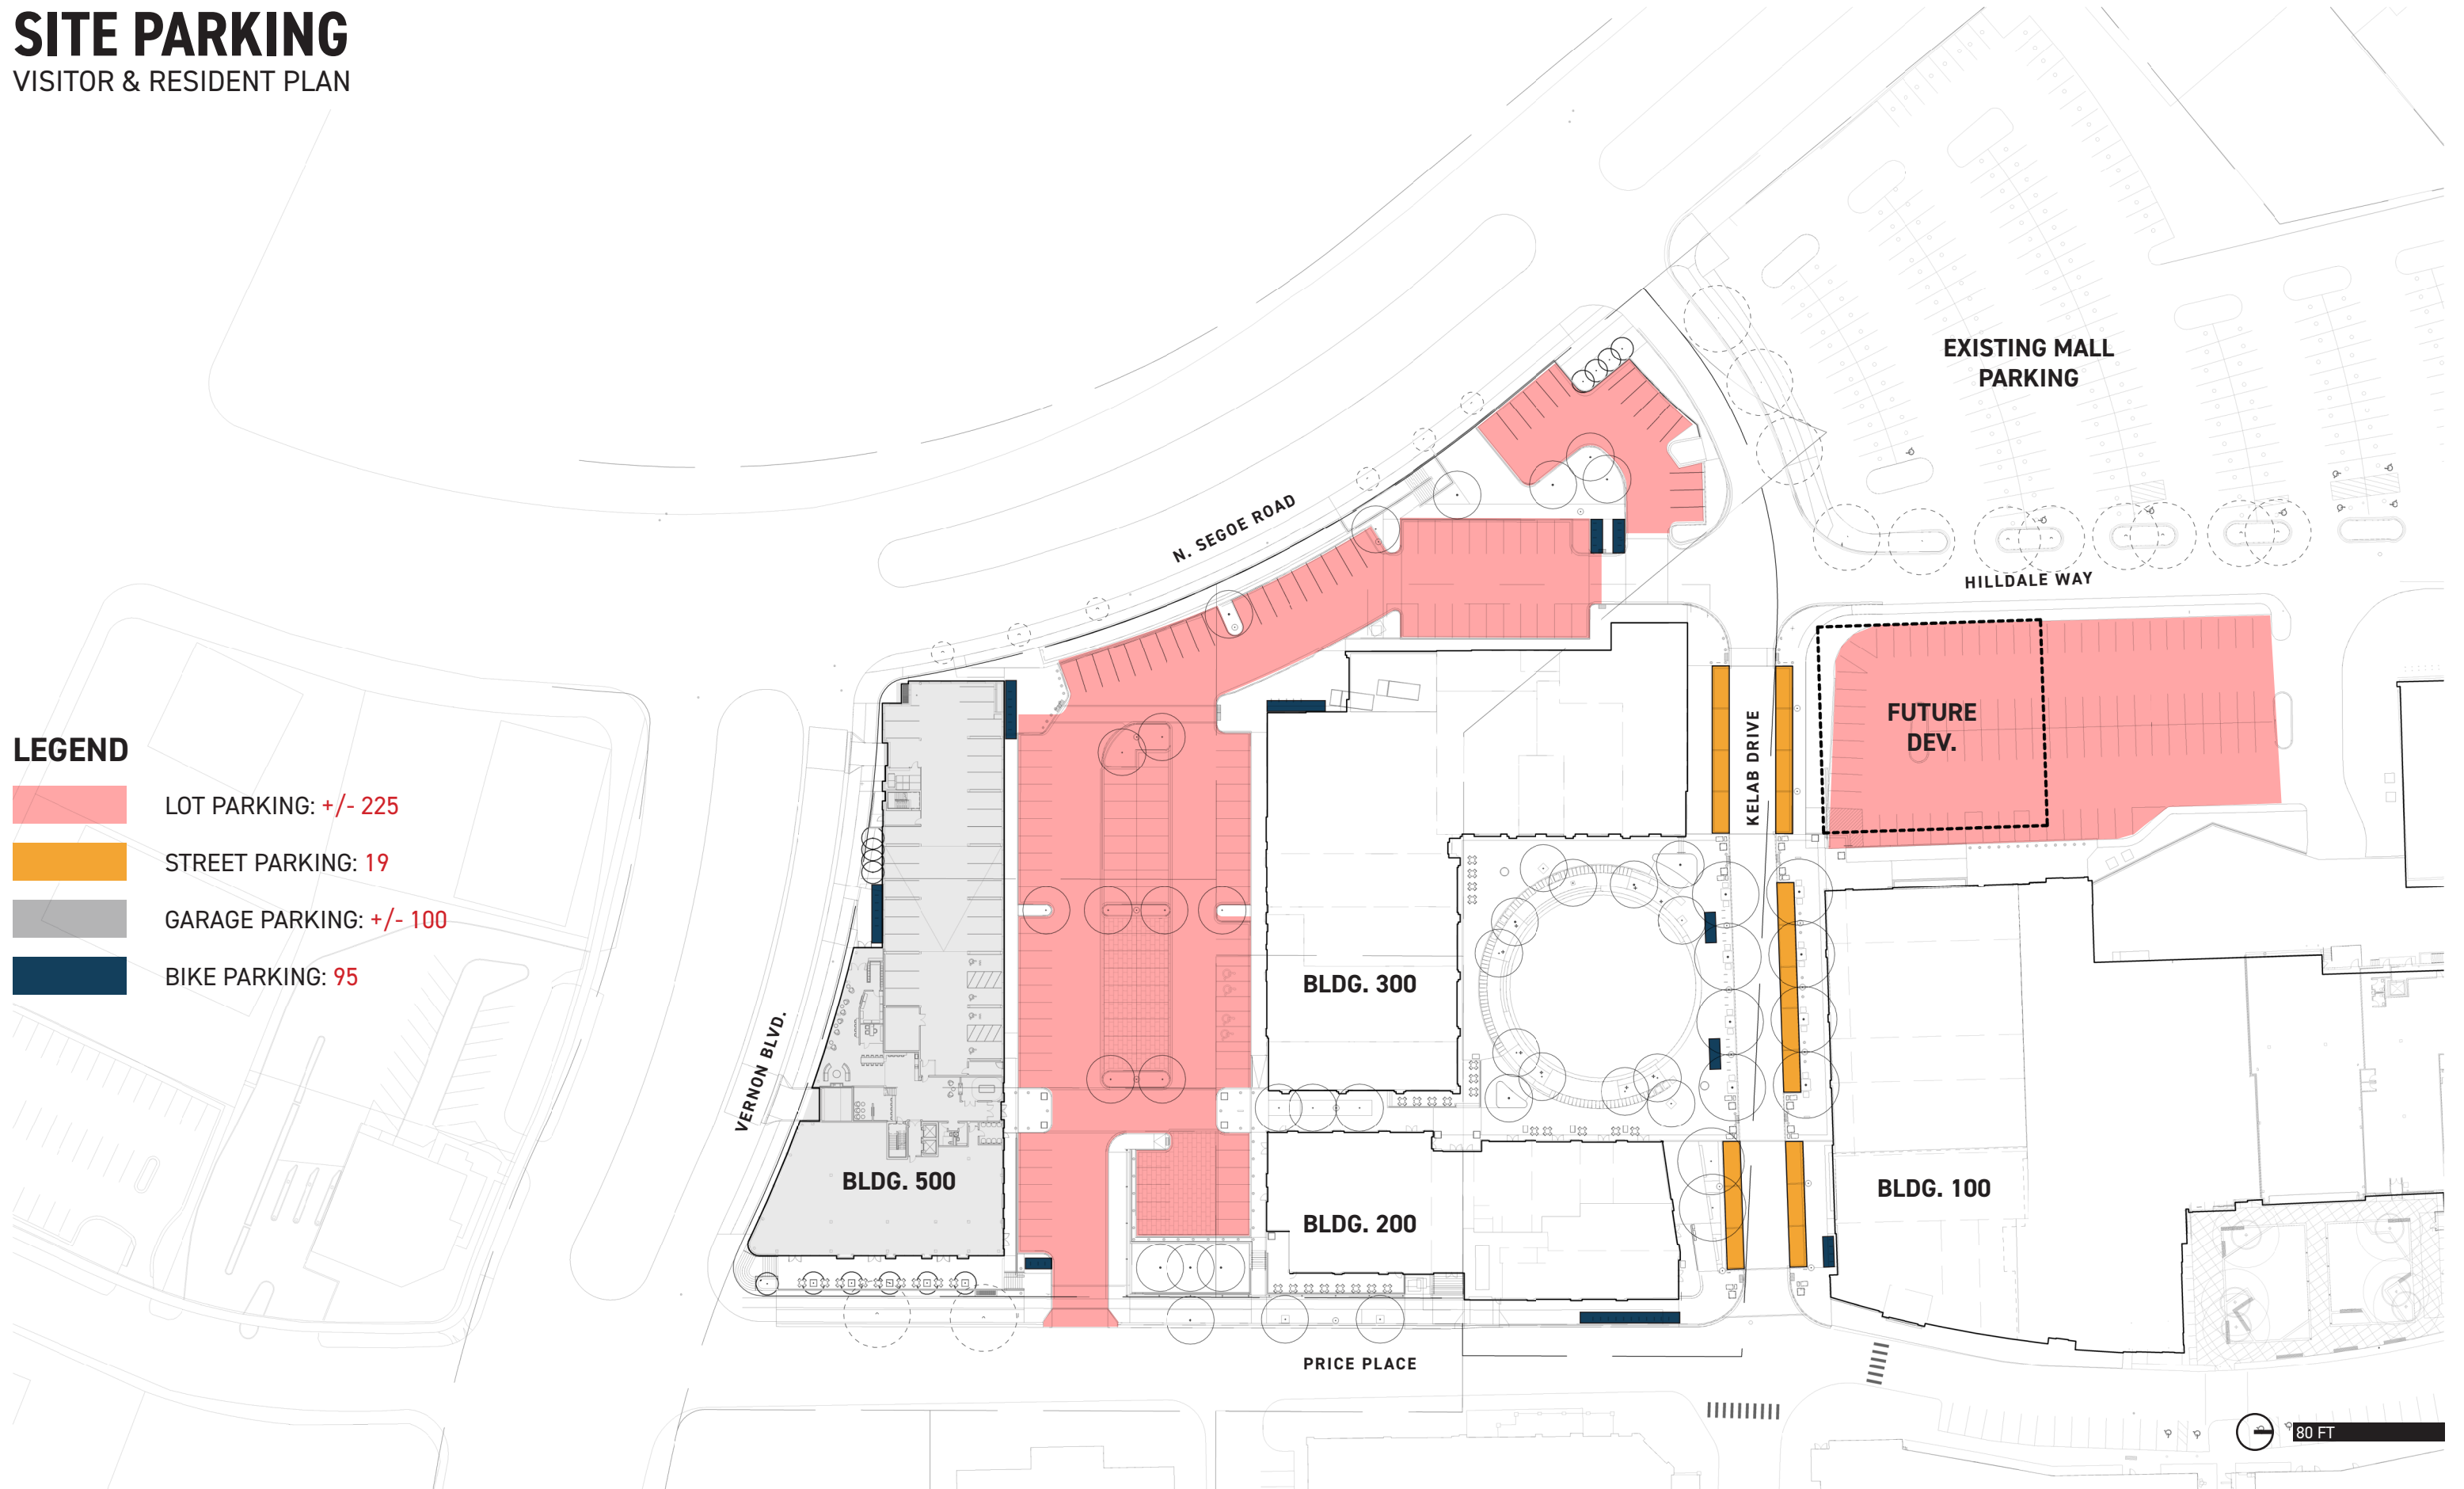 SITE PARKING
VISITOR & RESIDENT PLAN
EXISTING MALL
PARKING
N. SEGOE ROAD
HILLDALE WAY
LEGEND
LOT PARKING: +/- 225
STREET PARKING: 19
GARAGE PARKING: +/- 100
BIKE PARKING: 95
FUTURE
DEV.
KELAB DRIVE
BLDG. 300
VERNON BLVD.
BLDG. 500
BLDG. 200
BLDG. 100
PRICE PLACE
80 FT